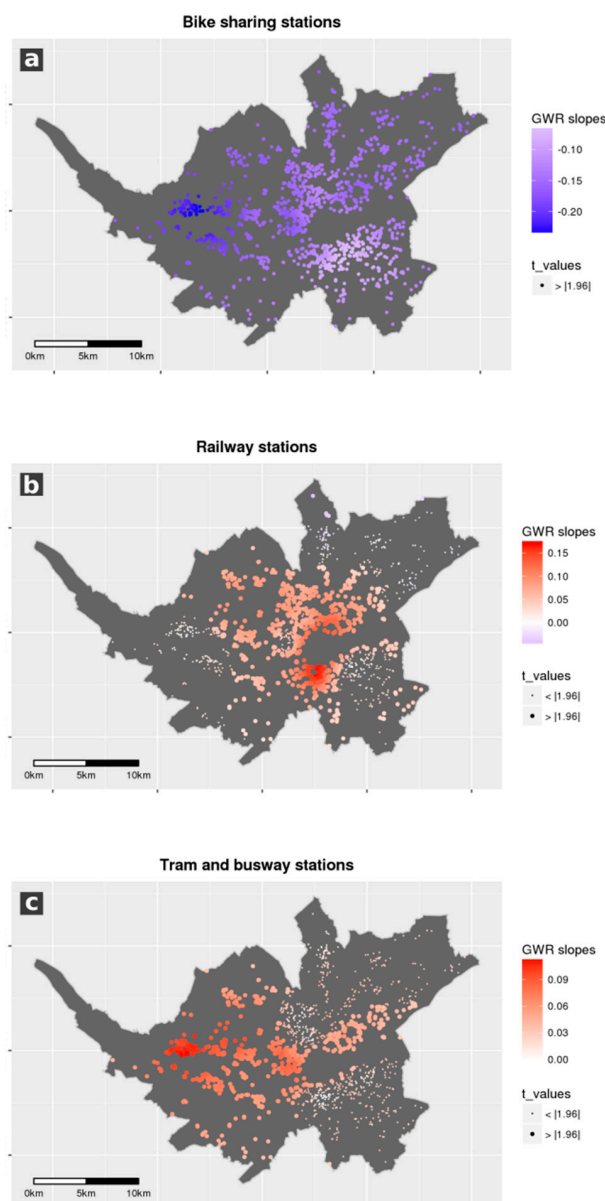 Bike sharing stations
a
GWR slopes
-0.10
-0.15
-0.20
t_values
> |1.96|
0km 5km 10km
Railway stations
b
GWR slopes
0.15
0.10
0.05
0.00
t_values
< |1.96|
> |1.96|
0km 5km 10km
Tram and busway stations
c
GWR slopes
0.09
0.06
0.03
0.00
t_values
< |1.96|
> |1.96|
0km 5km 10km